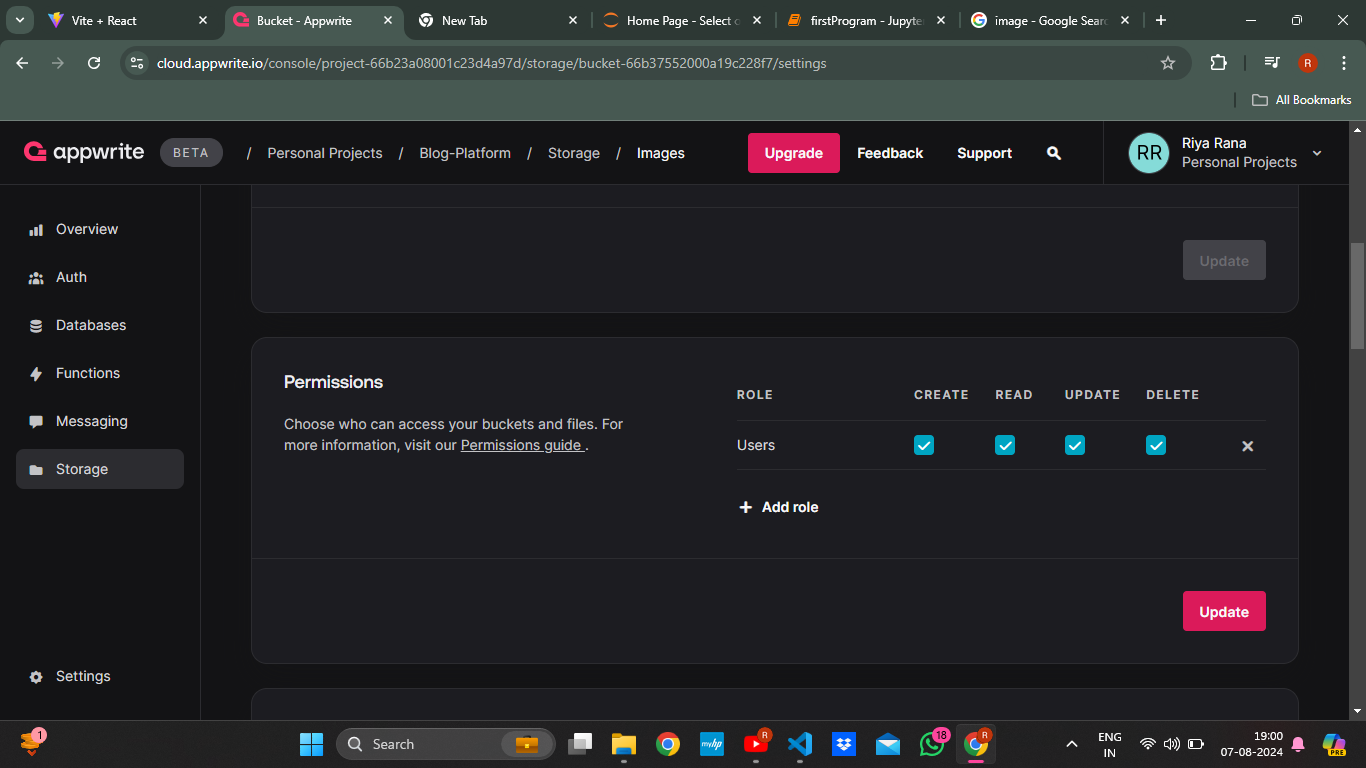 Vite + React
Bucket - Appwrite
New Tab
Home Page - Select o
firstProgram - Jupyte
image - Google Searc
cloud.appwrite.io/console/project-66b23a08001c23d4a97d/storage/bucket-66b37552000a19c228f7/settings
R
All Bookmarks
appwrite
BETA
/ Personal Projects / Blog-Platform / Storage / Images
Upgrade
Feedback
Support
RR
Riya Rana
Personal Projects
Overview
Auth
Databases
Functions
Messaging
Storage
Settings
Update
Permissions
Choose who can access your buckets and files. For
more information, visit our Permissions guide .
ROLE CREATE READ UPDATE DELETE
Users
Add role
Update
1
Search
myhp
R
18
R
ENG
IN
19:00
07-08-2024
PRE